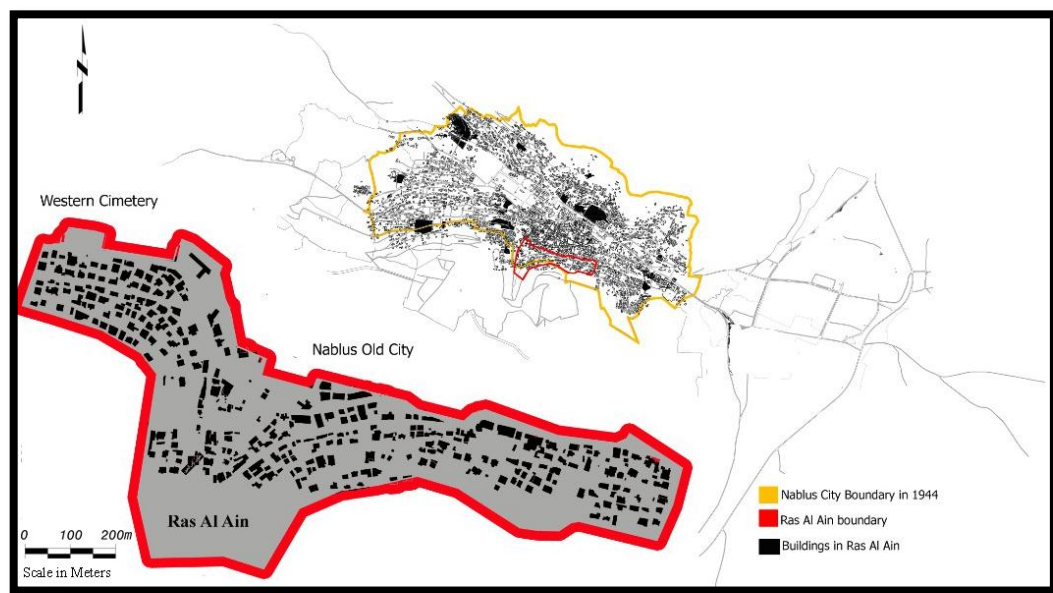 Western Cimetery
Nablus Old City
Ras Al Ain
0 100 200m
Scale in Meters
Nablus City Boundary in 1944
Ras Al Ain boundary
Buildings in Ras Al Ain